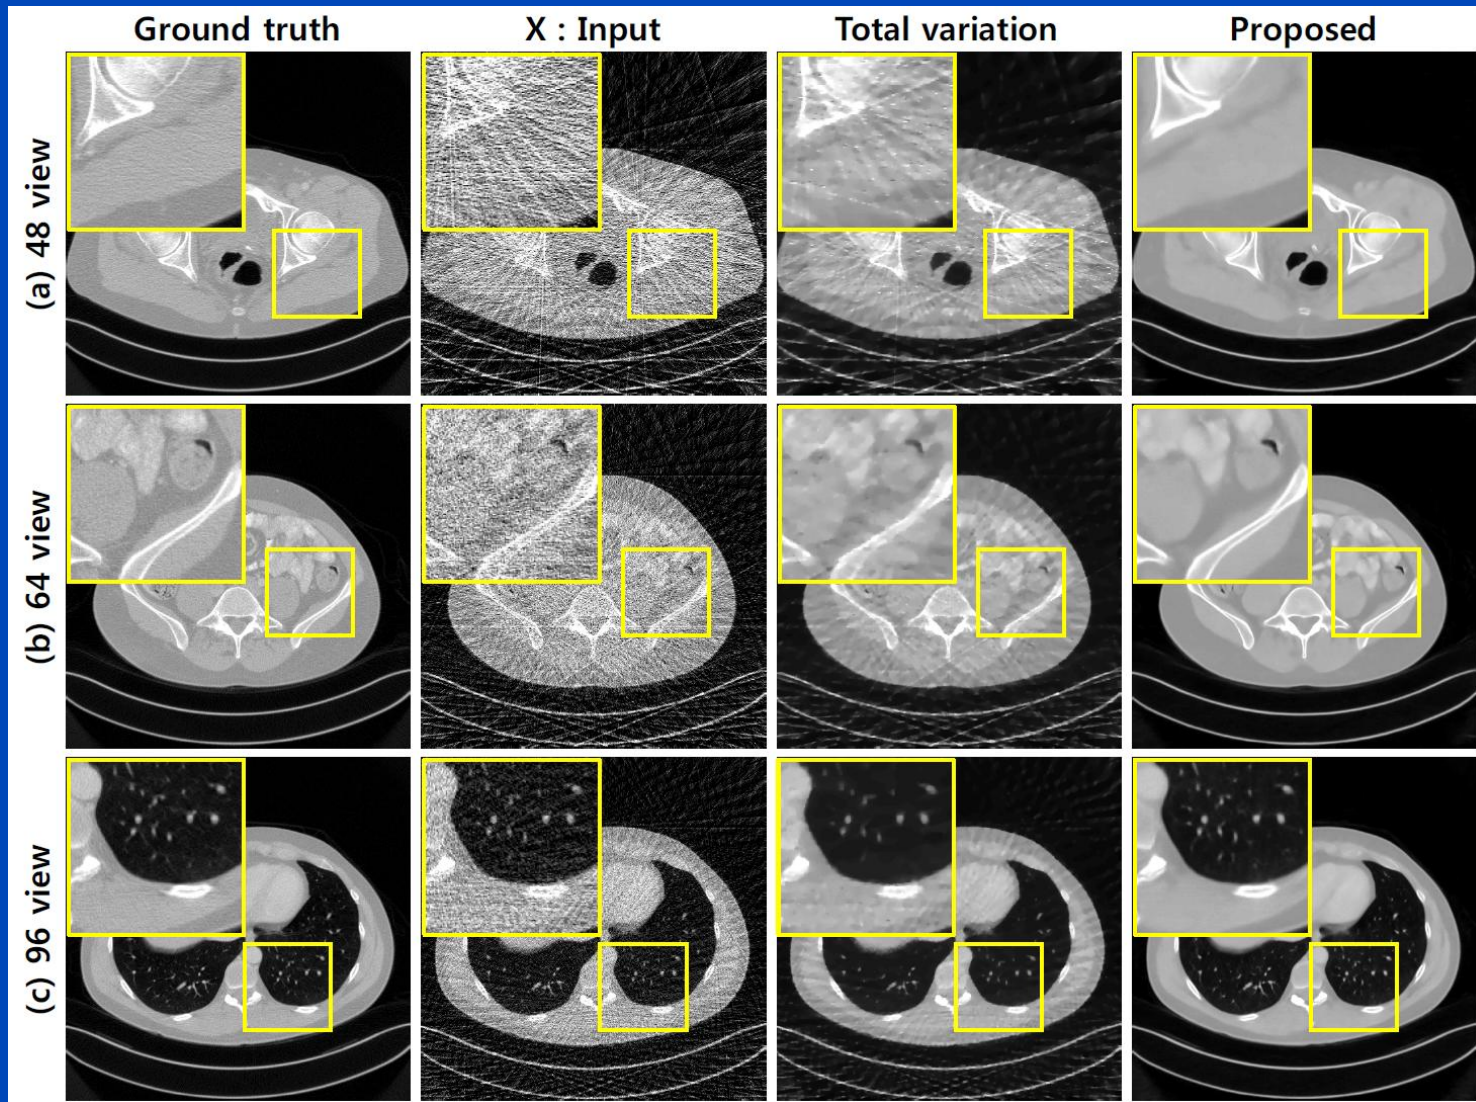 Ground truth
X : Input
Total variation
Proposed
(a) 48 view
(b) 64 view
(c) 96 view